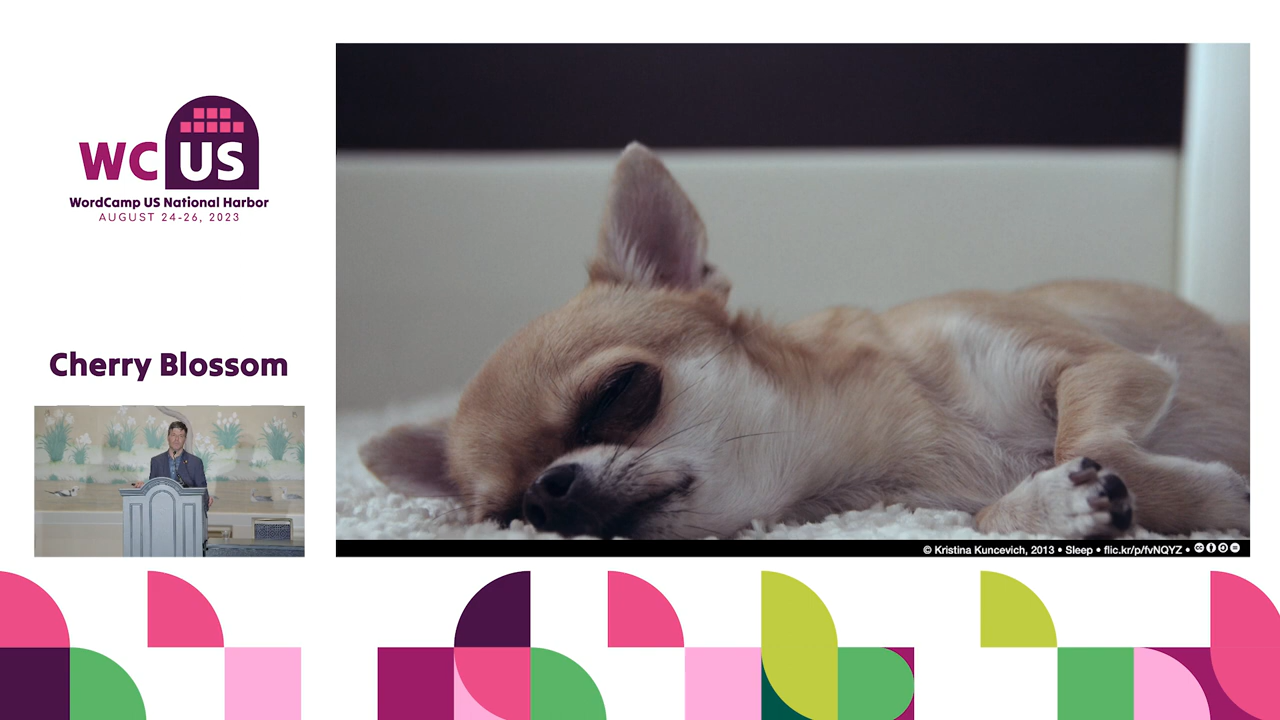 WC US
WordCamp US National Harbor
AUGUST 24-26, 2023
Cherry Blossom
© Kristina Kuncevich, 2013 • Sleep • flic.kr/p/fvNQYZ •